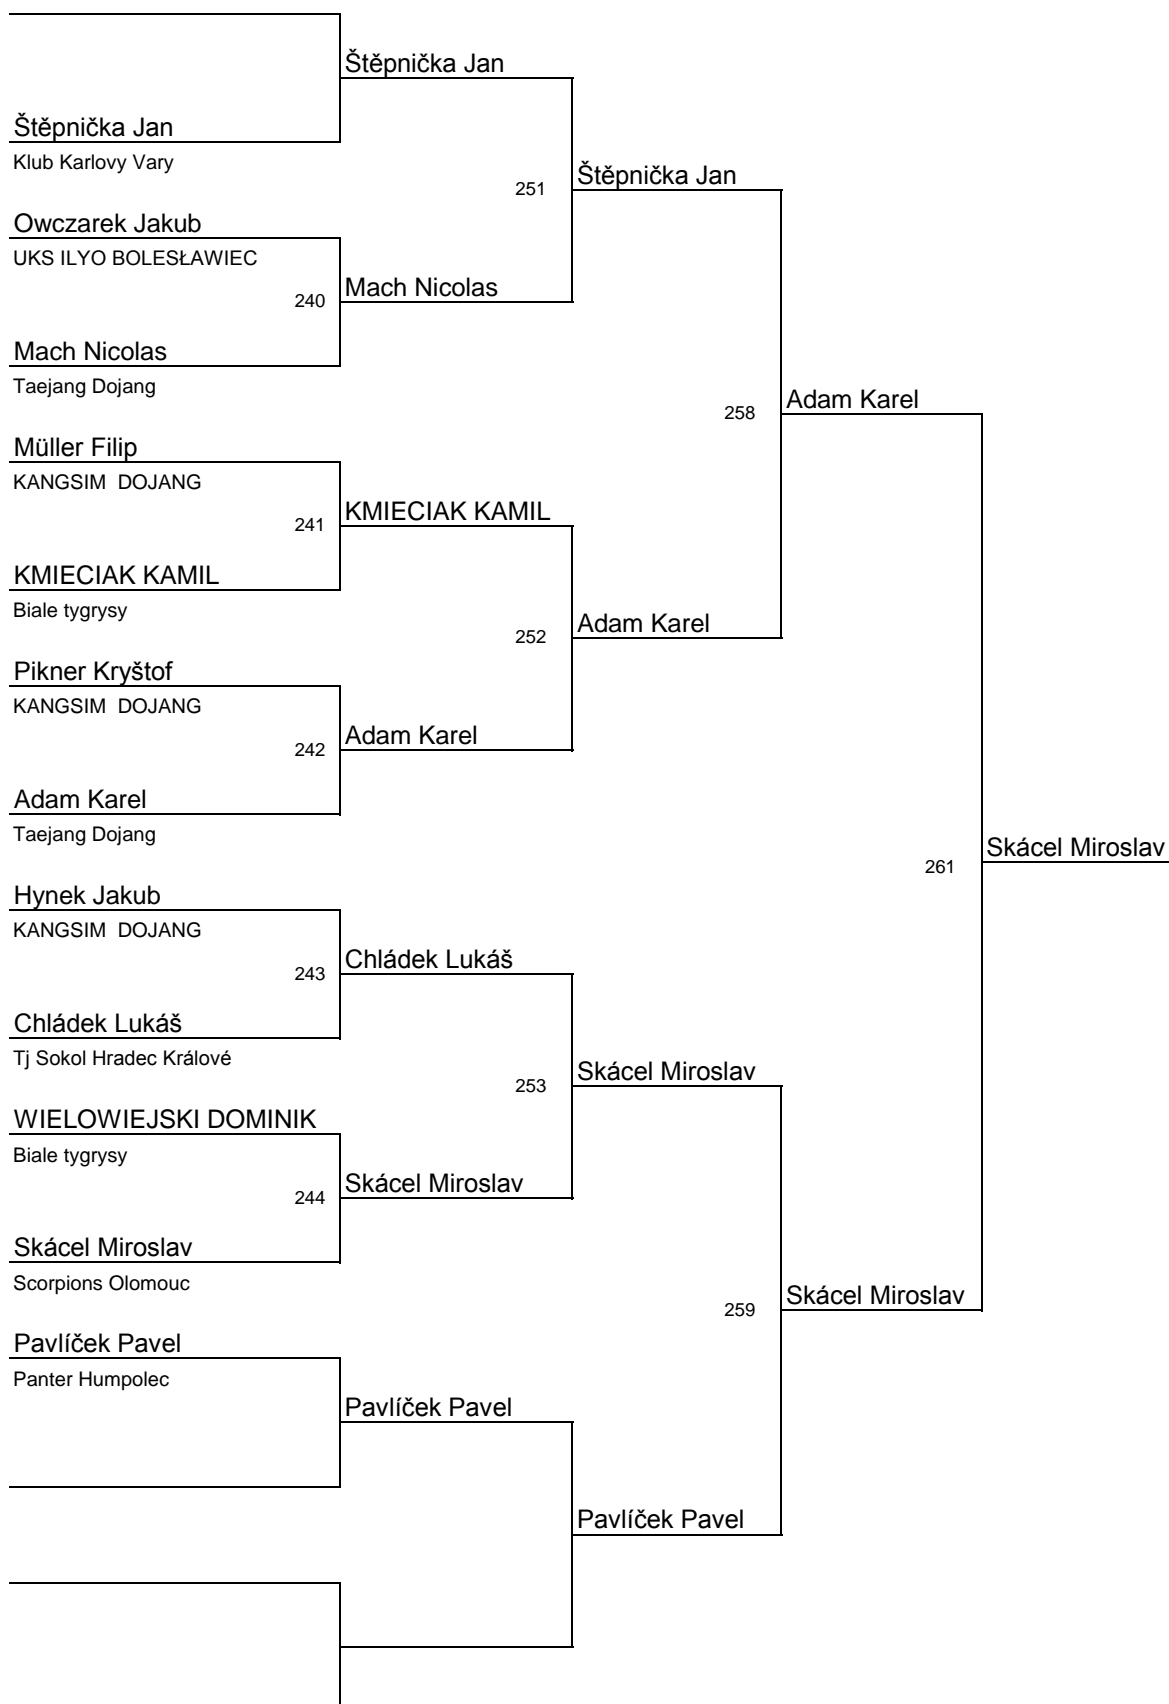 Štěpnička Jan
Štěpnička Jan
Klub Karlovy Vary
251
Štěpnička Jan
Owczarek Jakub
UKS ILYO BOLESŁAWIEC
240
Mach Nicolas
Mach Nicolas
Taejang Dojang
258
Adam Karel
Müller Filip
KANGSIM DOJANG
241
KMIECIAK KAMIL
KMIECIAK KAMIL
Biale tygrysy
252
Adam Karel
Pikner Kryštof
KANGSIM DOJANG
242
Adam Karel
Adam Karel
Taejang Dojang
261
Skácel Miroslav
Hynek Jakub
KANGSIM DOJANG
243
Chládek Lukáš
Chládek Lukáš
Tj Sokol Hradec Králové
253
Skácel Miroslav
WIELOWIEJSKI DOMINIK
Biale tygrysy
244
Skácel Miroslav
Skácel Miroslav
Scorpions Olomouc
259
Skácel Miroslav
Pavlíček Pavel
Panter Humpolec
Pavlíček Pavel
Pavlíček Pavel